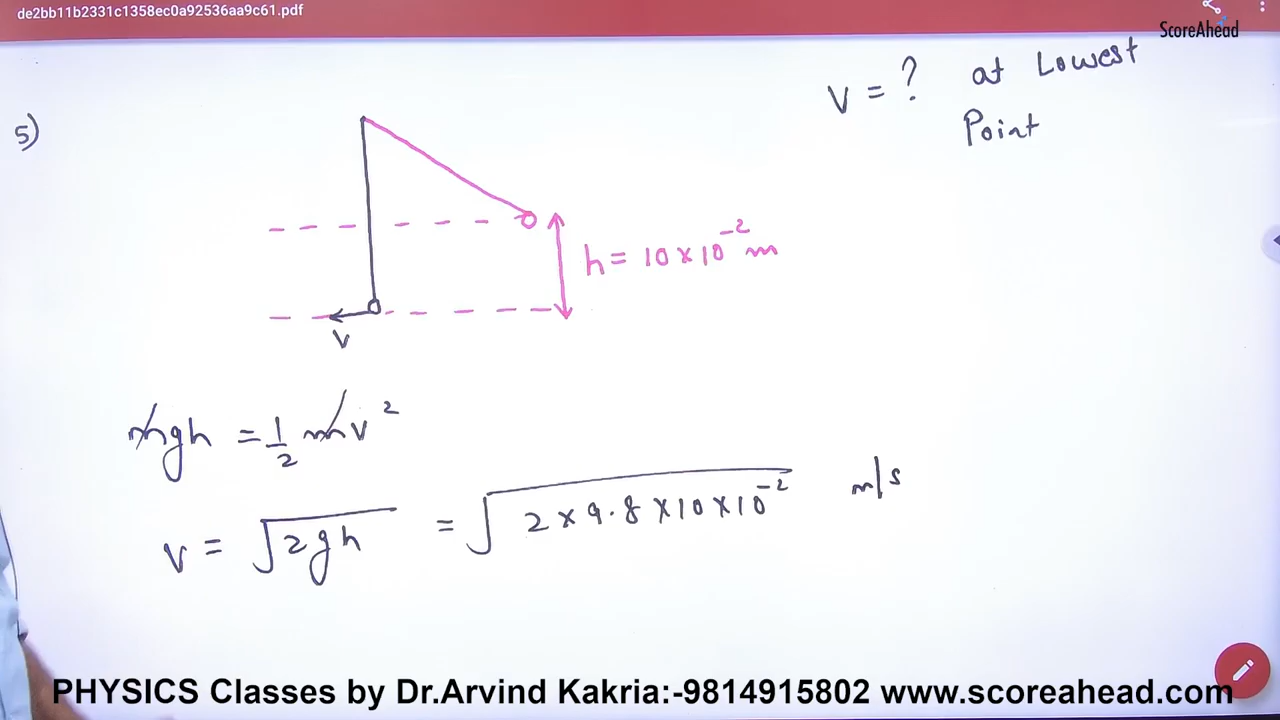 de2bb11b2331c1358ec0a92536aa9c61.pdf
ScoreAhead
V = ? at Lowest
Point
5)
h = 10 × 10⁻² m
V
mgh = 1/2 mv²
V = √2gh = √2 × 9.8 × 10 × 10⁻² m/s
PHYSICS Classes by Dr.Arvind Kakria:-9814915802 www.scoreahead.com